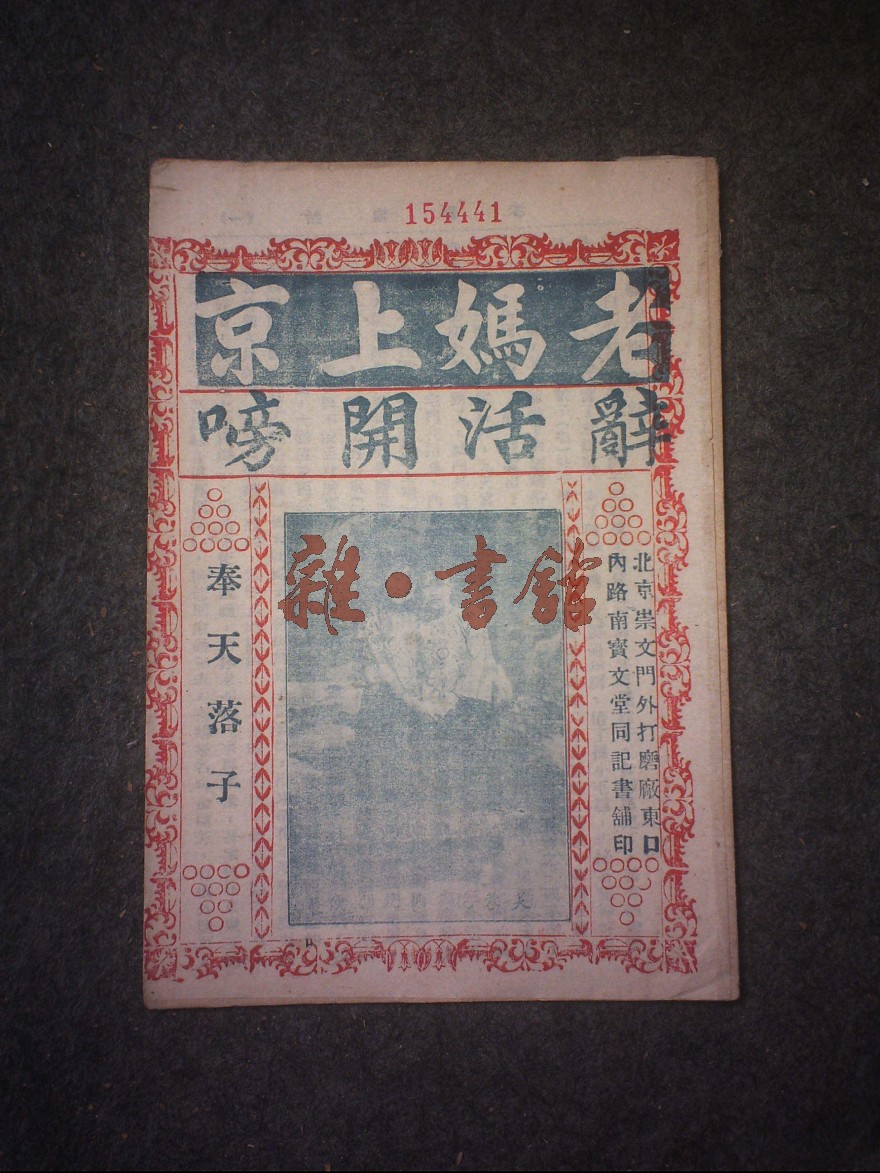 154441
老媽上京
辭活開嗙
北京崇文門外打磨廠東口
內路南寶文堂同記書舖印
奉天落子
雜·書館